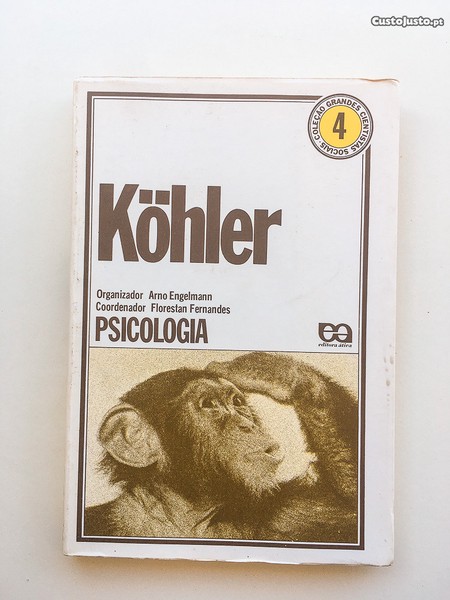 CustoJusto.pt
COLEÇÃO GRANDES CIENTISTAS SOCIAIS
4
Köhler
Organizador Arno Engelmann
Coordenador Florestan Fernandes
PSICOLOGIA
editora ática